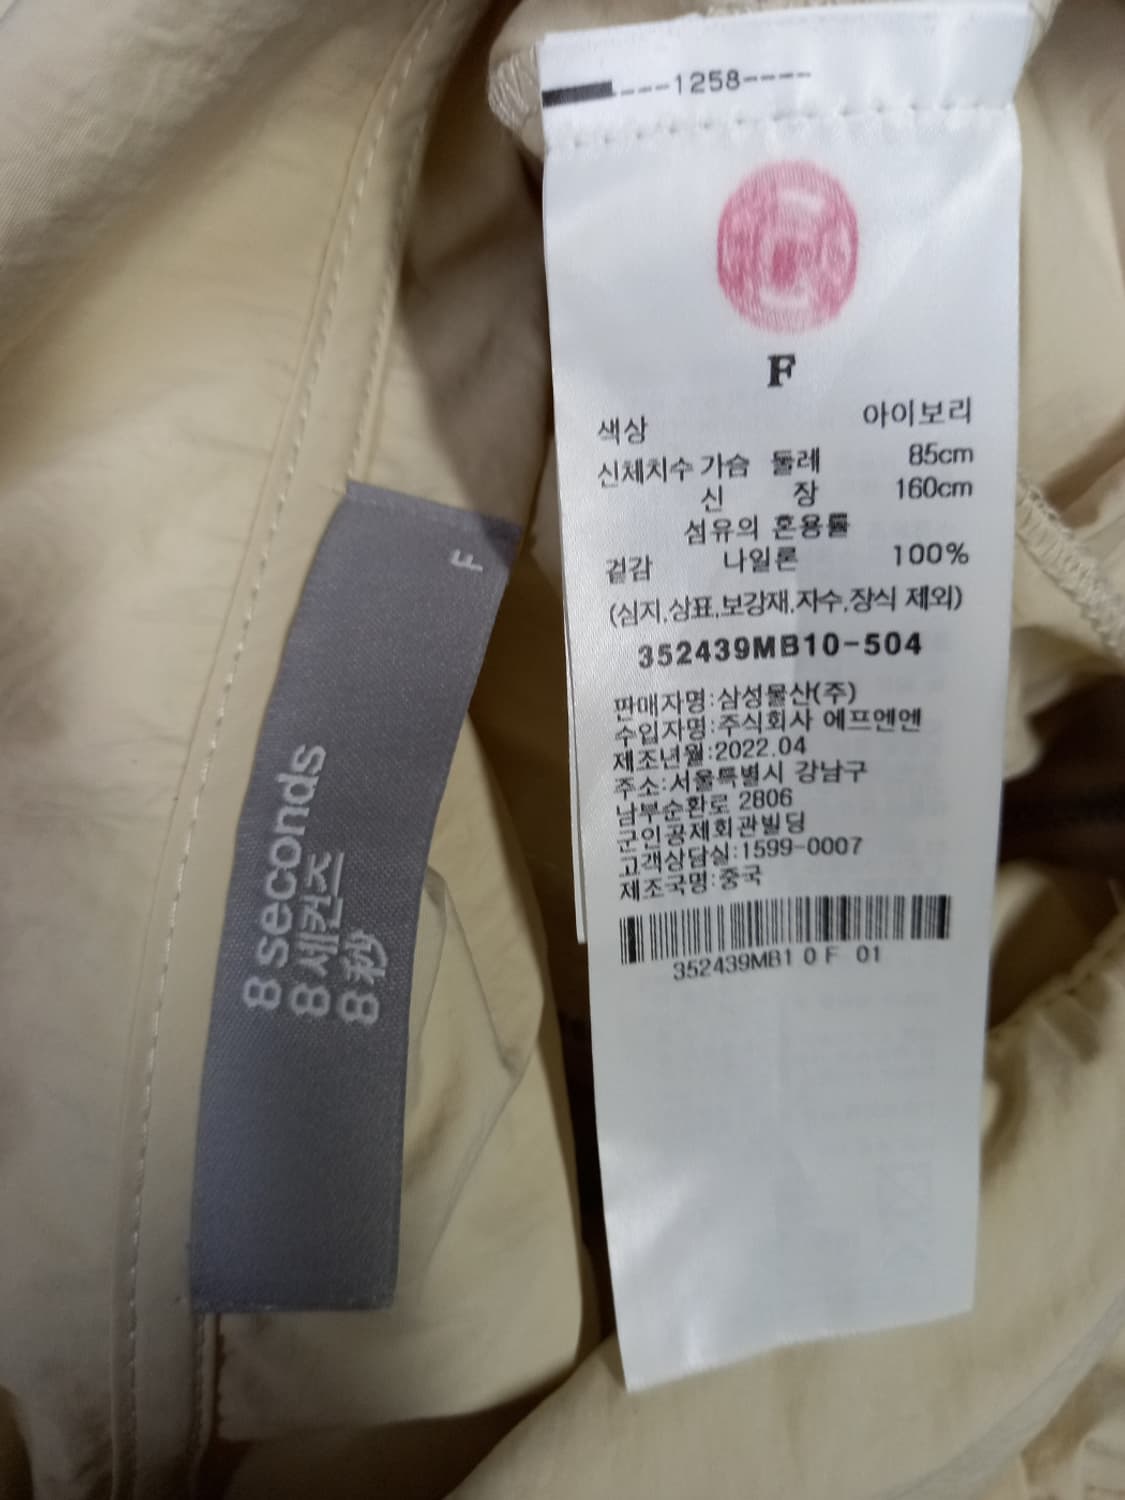 ----1258----
F
색상 아이보리
신체치수 가슴 둘레 85cm
신 장 160cm
섬유의 혼용률
겉감 나일론 100%
(심지,상표,보강재,자수,장식 제외)
352439MB10-504
판매자명:삼성물산(주)
수입자명:주식회사 에프엔엔
제조년월:2022.04
주소:서울특별시 강남구
남부순환로 2806
군인공제회관빌딩
고객상담실:1599-0007
제조국명:중국
352439MB1 0 F 01
F
8 seconds
8 세컨즈
8 秒